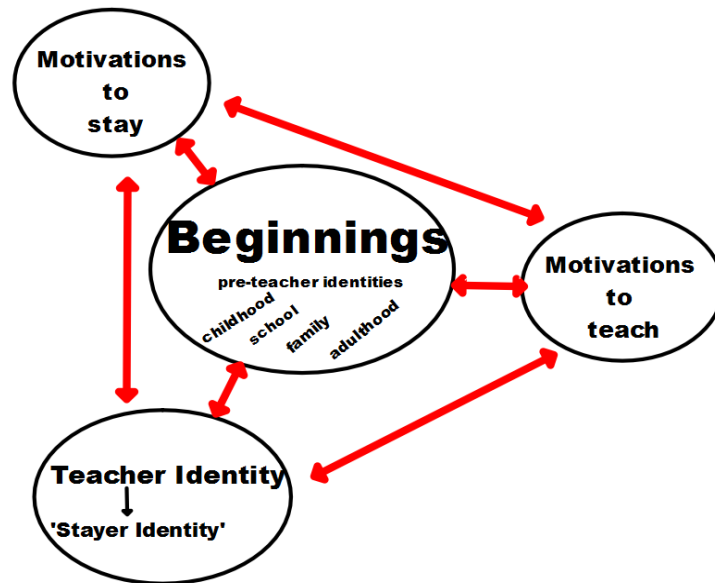 Motivations
to
stay
Beginnings
pre-teacher identities
childhood
school
family
adulthood
Motivations
to
teach
Teacher Identity
'Stayer Identity'